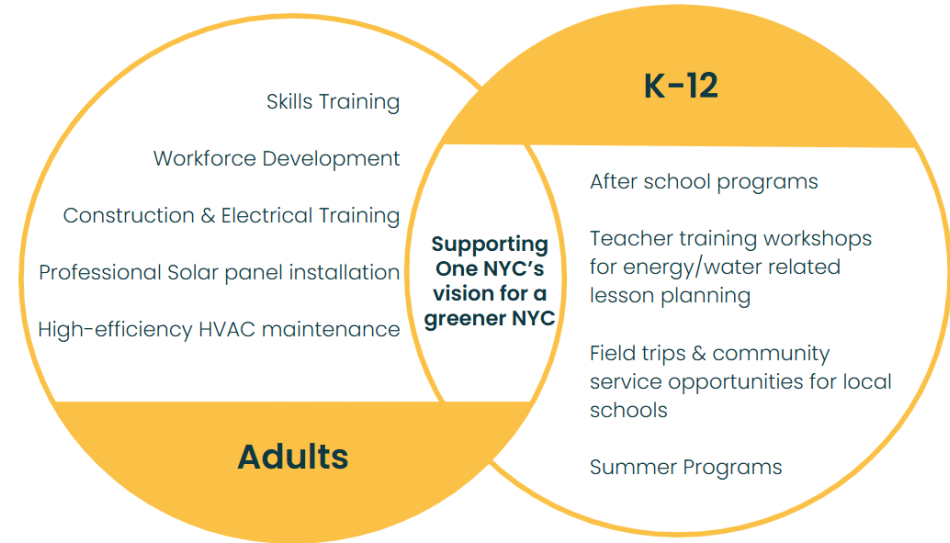 Skills Training
Workforce Development
Construction & Electrical Training
Professional Solar panel installation
High-efficiency HVAC maintenance
Adults
Supporting
One NYC's
vision for a
greener NYC
K-12
After school programs
Teacher training workshops
for energy/water related
lesson planning
Field trips & community
service opportunities for local
schools
Summer Programs